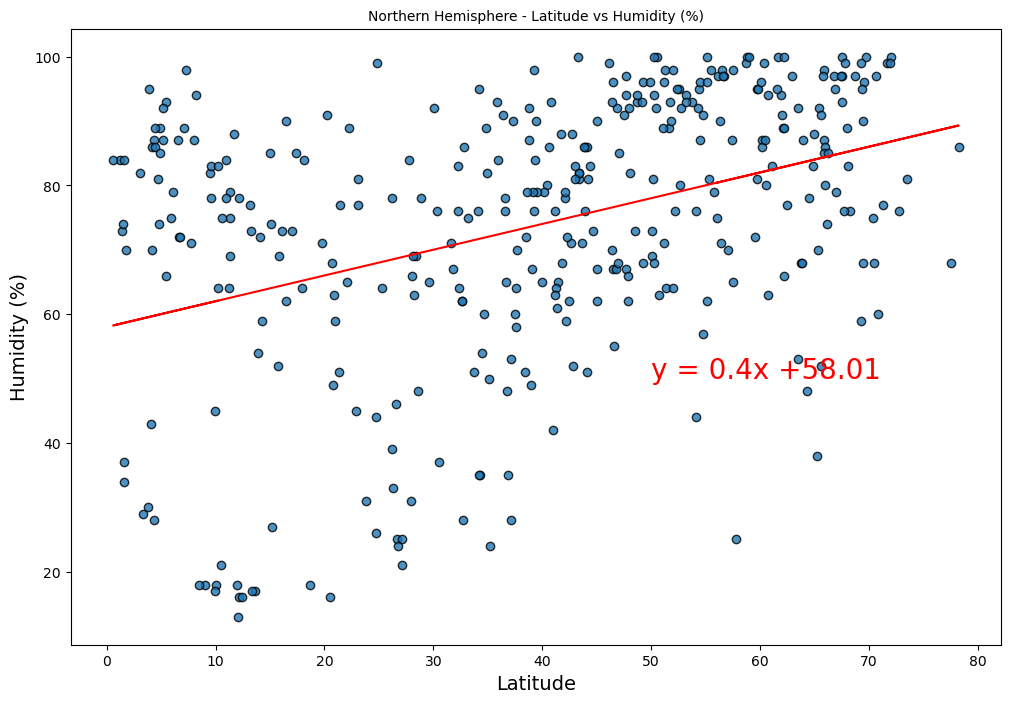 Northern Hemisphere - Latitude vs Humidity (%)
Humidity (%)
100
80
60
40
20
y = 0.4x +58.01
0 10 20 30 40 50 60 70 80
Latitude